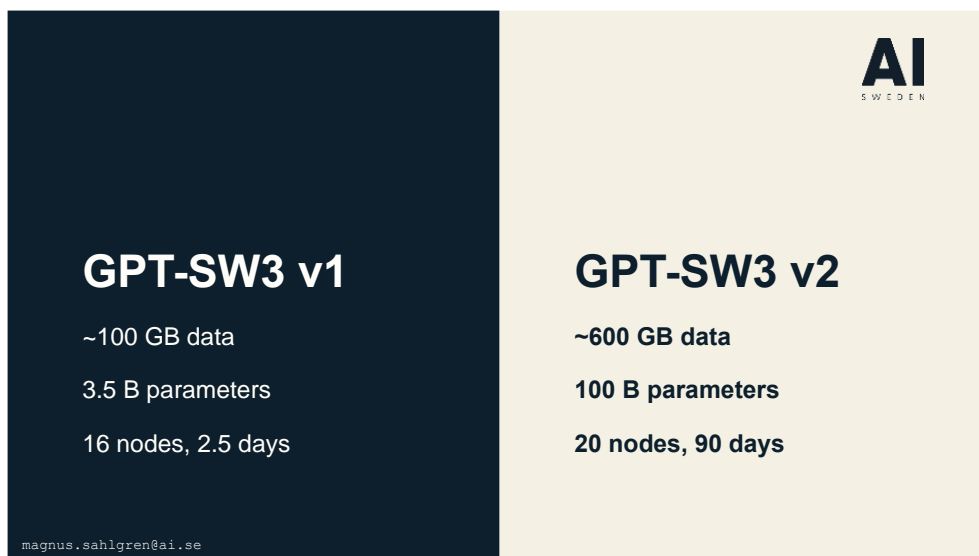 AI
SWEDEN
GPT-SW3 v1
~100 GB data
3.5 B parameters
16 nodes, 2.5 days
GPT-SW3 v2
~600 GB data
100 B parameters
20 nodes, 90 days
magnus.sahlgren@ai.se